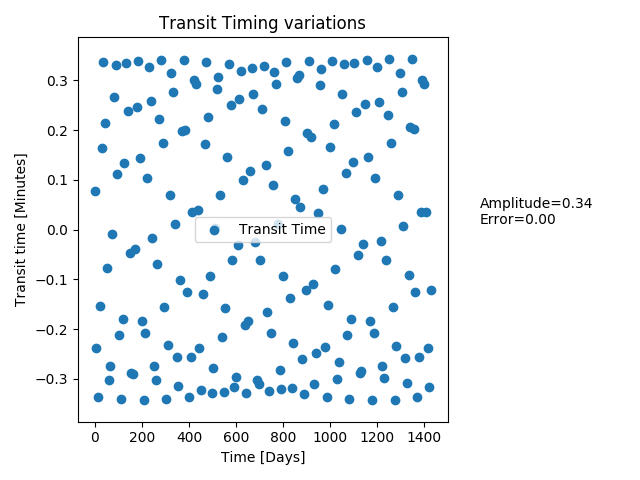 Transit Timing variations
Transit time [Minutes]
0.3
0.2
0.1
0.0
−0.1
−0.2
−0.3
Transit Time
Amplitude=0.34
Error=0.00
0 200 400 600 800 1000 1200 1400
Time [Days]